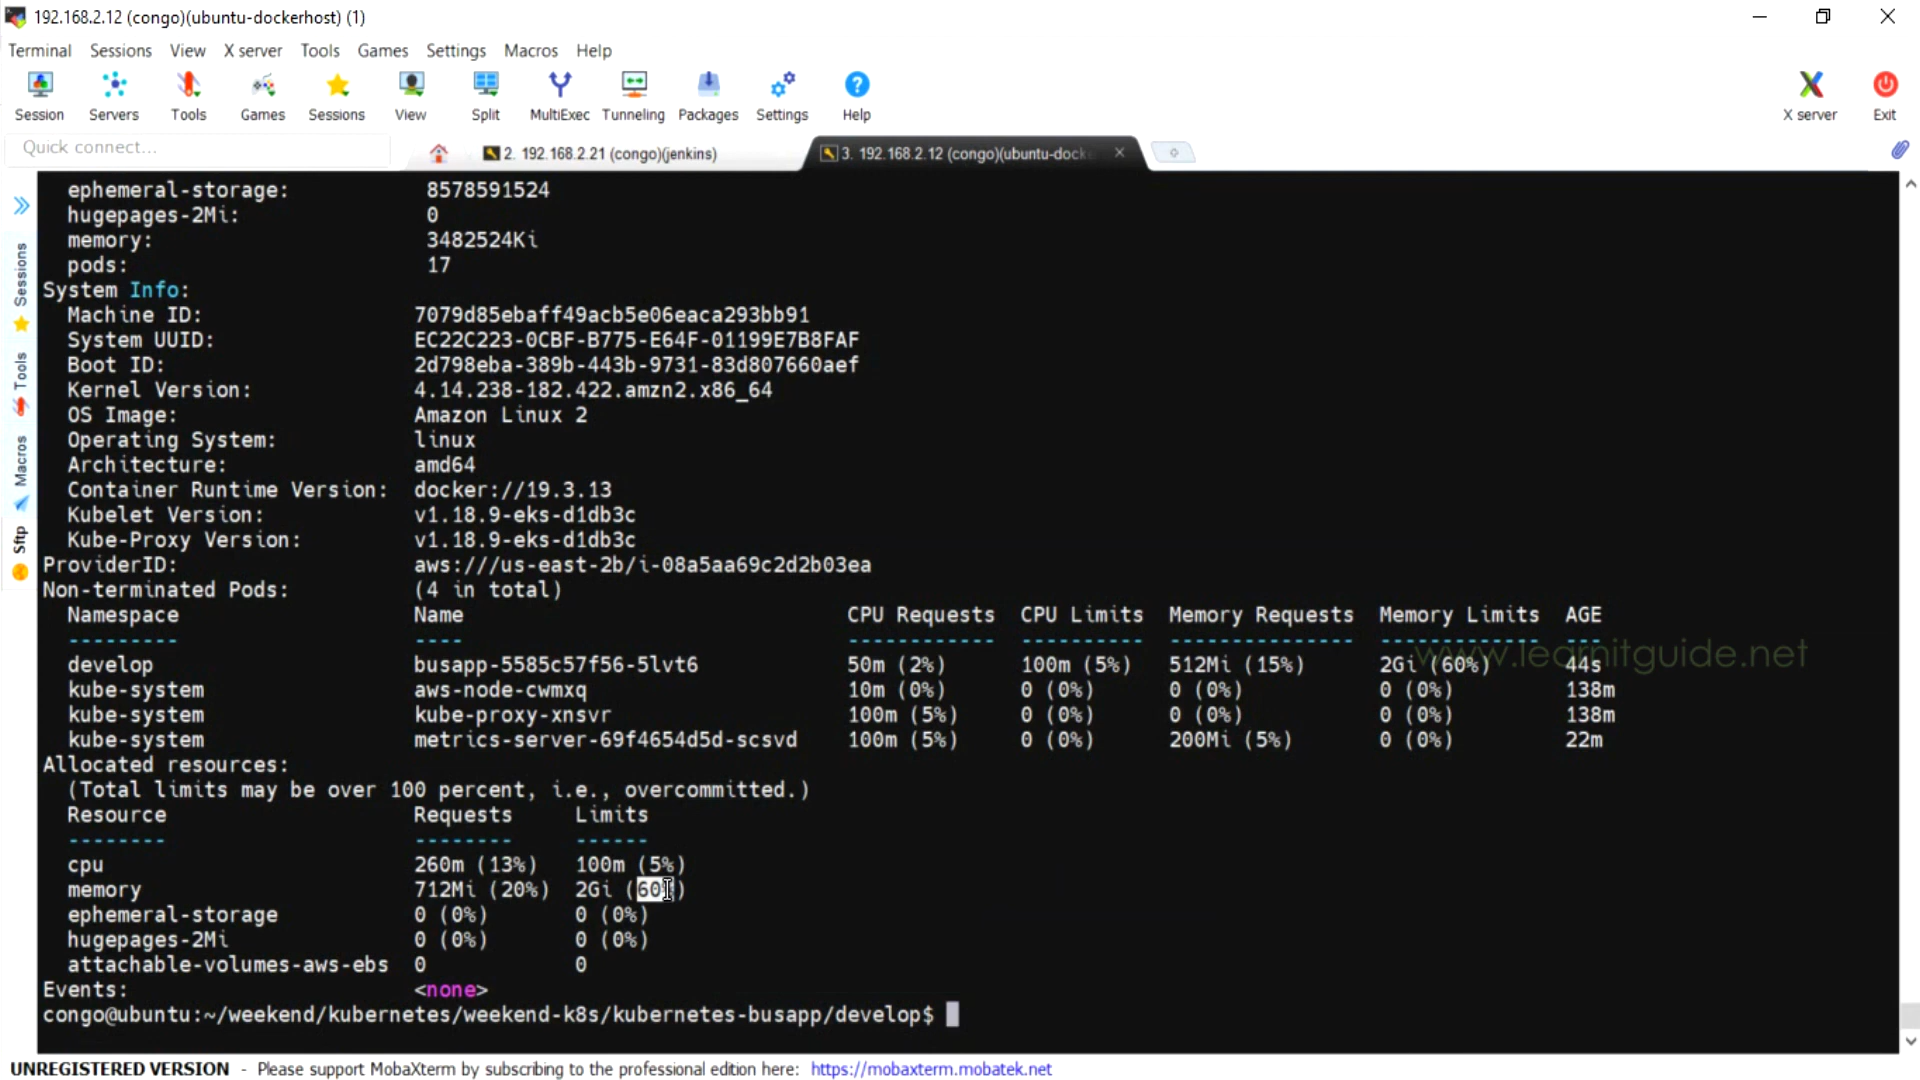 192.168.2.12 (congo)(ubuntu-dockerhost) (1)
Terminal Sessions View X server Tools Games Settings Macros Help
Session Servers Tools Games Sessions View Split MultiExec Tunneling Packages Settings Help X server Exit
Quick connect...
2. 192.168.2.21 (congo)(jenkins)
3. 192.168.2.12 (congo)(ubuntu-docke
Sessions
Tools
Macros
Sftp
ephemeral-storage: 8578591524
hugepages-2Mi: 0
memory: 3482524Ki
pods: 17
System Info:
Machine ID: 7079d85ebaff49acb5e06eaca293bb91
System UUID: EC22C223-0CBF-B775-E64F-01199E7B8FAF
Boot ID: 2d798eba-389b-443b-9731-83d807660aef
Kernel Version: 4.14.238-182.422.amzn2.x86_64
OS Image: Amazon Linux 2
Operating System: linux
Architecture: amd64
Container Runtime Version: docker://19.3.13
Kubelet Version: v1.18.9-eks-d1db3c
Kube-Proxy Version: v1.18.9-eks-d1db3c
ProviderID: aws:///us-east-2b/i-08a5aa69c2d2b03ea
Non-terminated Pods: (4 in total)
Namespace Name CPU Requests CPU Limits Memory Requests Memory Limits AGE
--------- ---- ------------ ---------- --------------- ------------- ---
develop busapp-5585c57f56-5lvt6 50m (2%) 100m (5%) 512Mi (15%) 2Gi (60%) 44s
www.learnitguide.net
kube-system aws-node-cwmxq 10m (0%) 0 (0%) 0 (0%) 0 (0%) 138m
kube-system kube-proxy-xnsvr 100m (5%) 0 (0%) 0 (0%) 0 (0%) 138m
kube-system metrics-server-69f4654d5d-scsvd 100m (5%) 0 (0%) 200Mi (5%) 0 (0%) 22m
Allocated resources:
(Total limits may be over 100 percent, i.e., overcommitted.)
Resource Requests Limits
-------- -------- ------
cpu 260m (13%) 100m (5%)
memory 712Mi (20%) 2Gi (60%)
ephemeral-storage 0 (0%) 0 (0%)
hugepages-2Mi 0 (0%) 0 (0%)
attachable-volumes-aws-ebs 0 0
Events: <none>
congo@ubuntu:~/weekend/kubernetes/weekend-k8s/kubernetes-busapp/develop$
UNREGISTERED VERSION - Please support MobaXterm by subscribing to the professional edition here: https://mobaxterm.mobatek.net